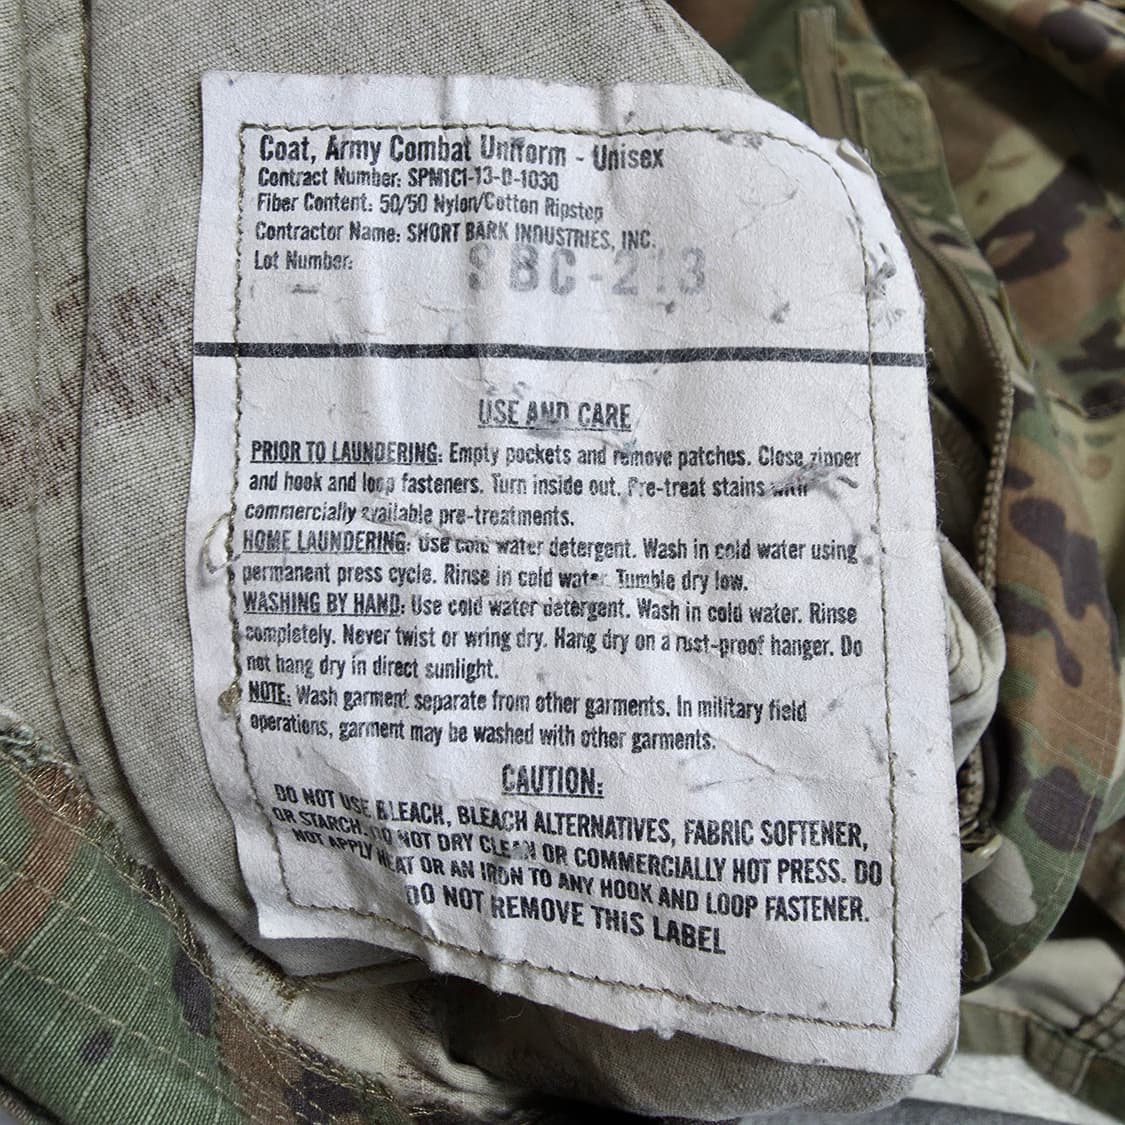 Coat, Army Combat Uniform - Unisex
Contract Number: SPM1C1-13-D-1030
Fiber Content: 50/50 Nylon/Cotton Ripstop
Contractor Name: SHORT BARK INDUSTRIES, INC.
Lot Number: SBC-213
USE AND CARE
PRIOR TO LAUNDERING: Empty pockets and remove patches. Close zipper
and hook and loop fasteners. Turn inside out. Pre-treat stains with
commercially available pre-treatments.
HOME LAUNDERING: Use cold water detergent. Wash in cold water using
permanent press cycle. Rinse in cold water. Tumble dry low.
WASHING BY HAND: Use cold water detergent. Wash in cold water. Rinse
completely. Never twist or wring dry. Hang dry on a rust-proof hanger. Do
not hang dry in direct sunlight.
NOTE: Wash garment separate from other garments. In military field
operations, garment may be washed with other garments.
CAUTION:
DO NOT USE BLEACH, BLEACH ALTERNATIVES, FABRIC SOFTENER,
OR STARCH. DO NOT DRY CLEAN OR COMMERCIALLY HOT PRESS. DO
NOT APPLY HEAT OR AN IRON TO ANY HOOK AND LOOP FASTENER.
DO NOT REMOVE THIS LABEL